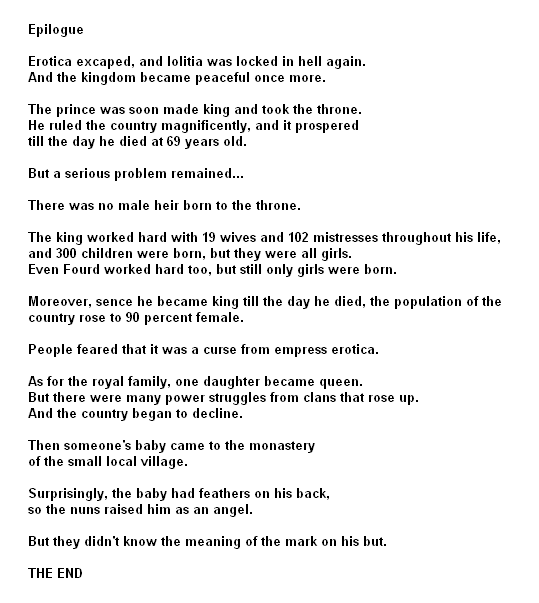 Epilogue
Erotica excaped, and lolitia was locked in hell again.
And the kingdom became peaceful once more.
The prince was soon made king and took the throne.
He ruled the country magnificently, and it prospered
till the day he died at 69 years old.
But a serious problem remained...
There was no male heir born to the throne.
The king worked hard with 19 wives and 102 mistresses throughout his life,
and 300 children were born, but they were all girls.
Even Fourd worked hard too, but still only girls were born.
Moreover, sence he became king till the day he died, the population of the
country rose to 90 percent female.
People feared that it was a curse from empress erotica.
As for the royal family, one daughter became queen.
But there were many power struggles from clans that rose up.
And the country began to decline.
Then someone's baby came to the monastery
of the small local village.
Surprisingly, the baby had feathers on his back,
so the nuns raised him as an angel.
But they didn't know the meaning of the mark on his but.
THE END